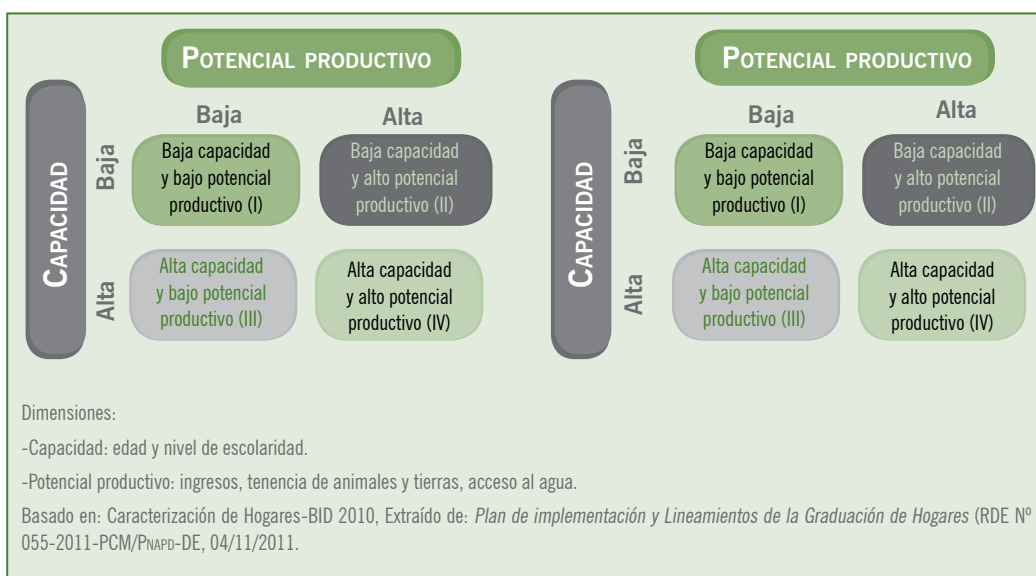 POTENCIAL PRODUCTIVO
CAPACIDAD
Baja
Alta
Baja
Baja capacidad
y bajo potencial
productivo (I)
Baja capacidad
y alto potencial
productivo (II)
Alta
Alta capacidad
y bajo potencial
productivo (III)
Alta capacidad
y alto potencial
productivo (IV)
POTENCIAL PRODUCTIVO
CAPACIDAD
Baja
Alta
Baja
Baja capacidad
y bajo potencial
productivo (I)
Baja capacidad
y alto potencial
productivo (II)
Alta
Alta capacidad
y bajo potencial
productivo (III)
Alta capacidad
y alto potencial
productivo (IV)
Dimensiones:
-Capacidad: edad y nivel de escolaridad.
-Potencial productivo: ingresos, tenencia de animales y tierras, acceso al agua.
Basado en: Caracterización de Hogares-BID 2010, Extraído de: Plan de implementación y Lineamientos de la Graduación de Hogares (RDE Nº
055-2011-PCM/PNAPD-DE, 04/11/2011.